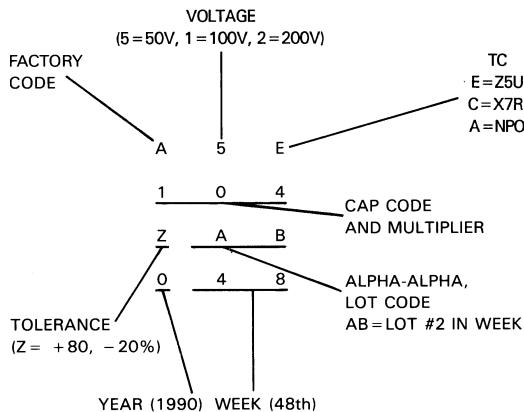 VOLTAGE
(5=50V, 1=100V, 2=200V)
FACTORY
CODE
TC
E=Z5U
C=X7R
A=NPO
A 5 E
1 0 4
CAP CODE
AND MULTIPLIER
Z A B
0 4 8
ALPHA-ALPHA,
LOT CODE
AB=LOT #2 IN WEEK
TOLERANCE
(Z= +80, −20%)
YEAR (1990) WEEK (48th)